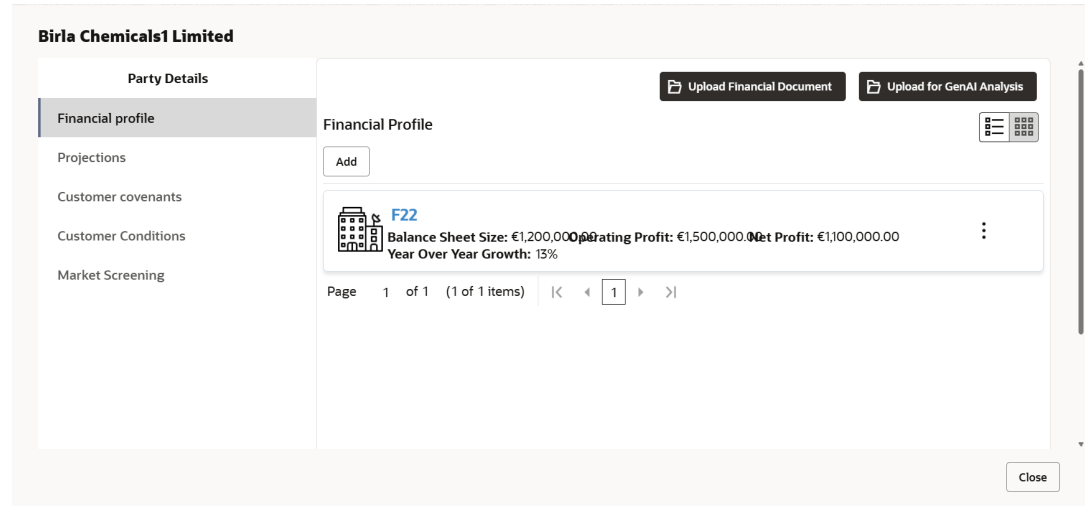 Birla Chemicals1 Limited
Party Details
Financial profile
Projections
Customer covenants
Customer Conditions
Market Screening
Upload Financial Document
Upload for GenAI Analysis
Financial Profile
Add
F22
Balance Sheet Size: €1,200,000.00 Operating Profit: €1,500,000.00 Net Profit: €1,100,000.00
Year Over Year Growth: 13%
Page 1 of 1 (1 of 1 items) 1
Close